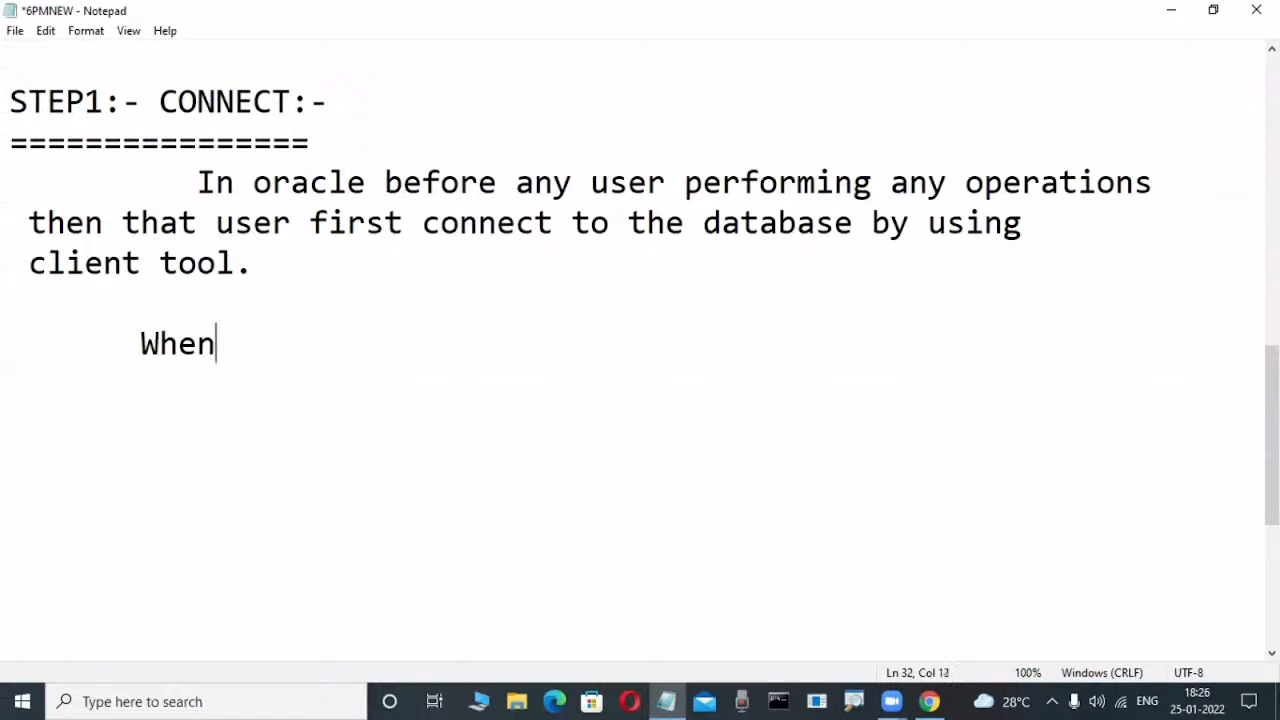 *6PMNEW - Notepad
File Edit Format View Help
STEP1:- CONNECT:-
================
In oracle before any user performing any operations
then that user first connect to the database by using
client tool.
When
Ln 32, Col 13 100% Windows (CRLF) UTF-8
Type here to search
28°C ENG
18:26
25-01-2022